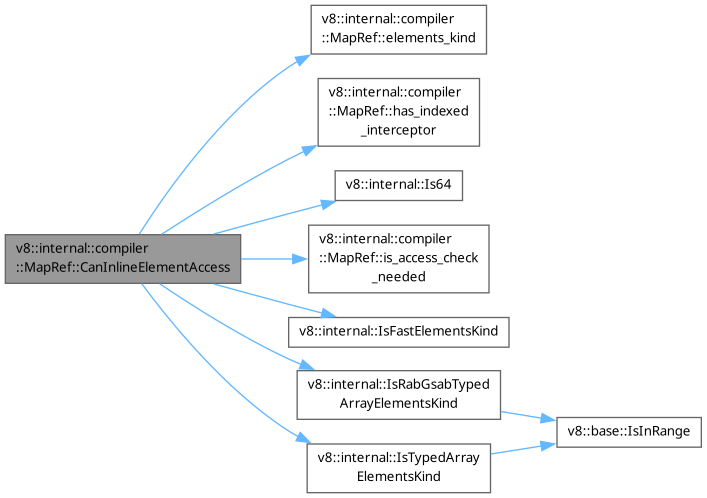 v8::internal::compiler
::MapRef::elements_kind
v8::internal::compiler
::MapRef::has_indexed
_interceptor
v8::internal::Is64
v8::internal::compiler
::MapRef::CanInlineElementAccess
v8::internal::compiler
::MapRef::is_access_check
_needed
v8::internal::IsFastElementsKind
v8::internal::IsRabGsabTyped
ArrayElementsKind
v8::base::IsInRange
v8::internal::IsTypedArray
ElementsKind